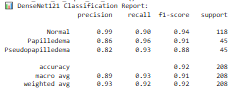 DenseNet121 Classification Report:
precision recall f1-score support
Normal 0.99 0.90 0.94 118
Papilledema 0.86 0.96 0.91 45
Pseudopapilledema 0.82 0.93 0.88 45
accuracy 0.92 208
macro avg 0.89 0.93 0.91 208
weighted avg 0.93 0.92 0.92 208